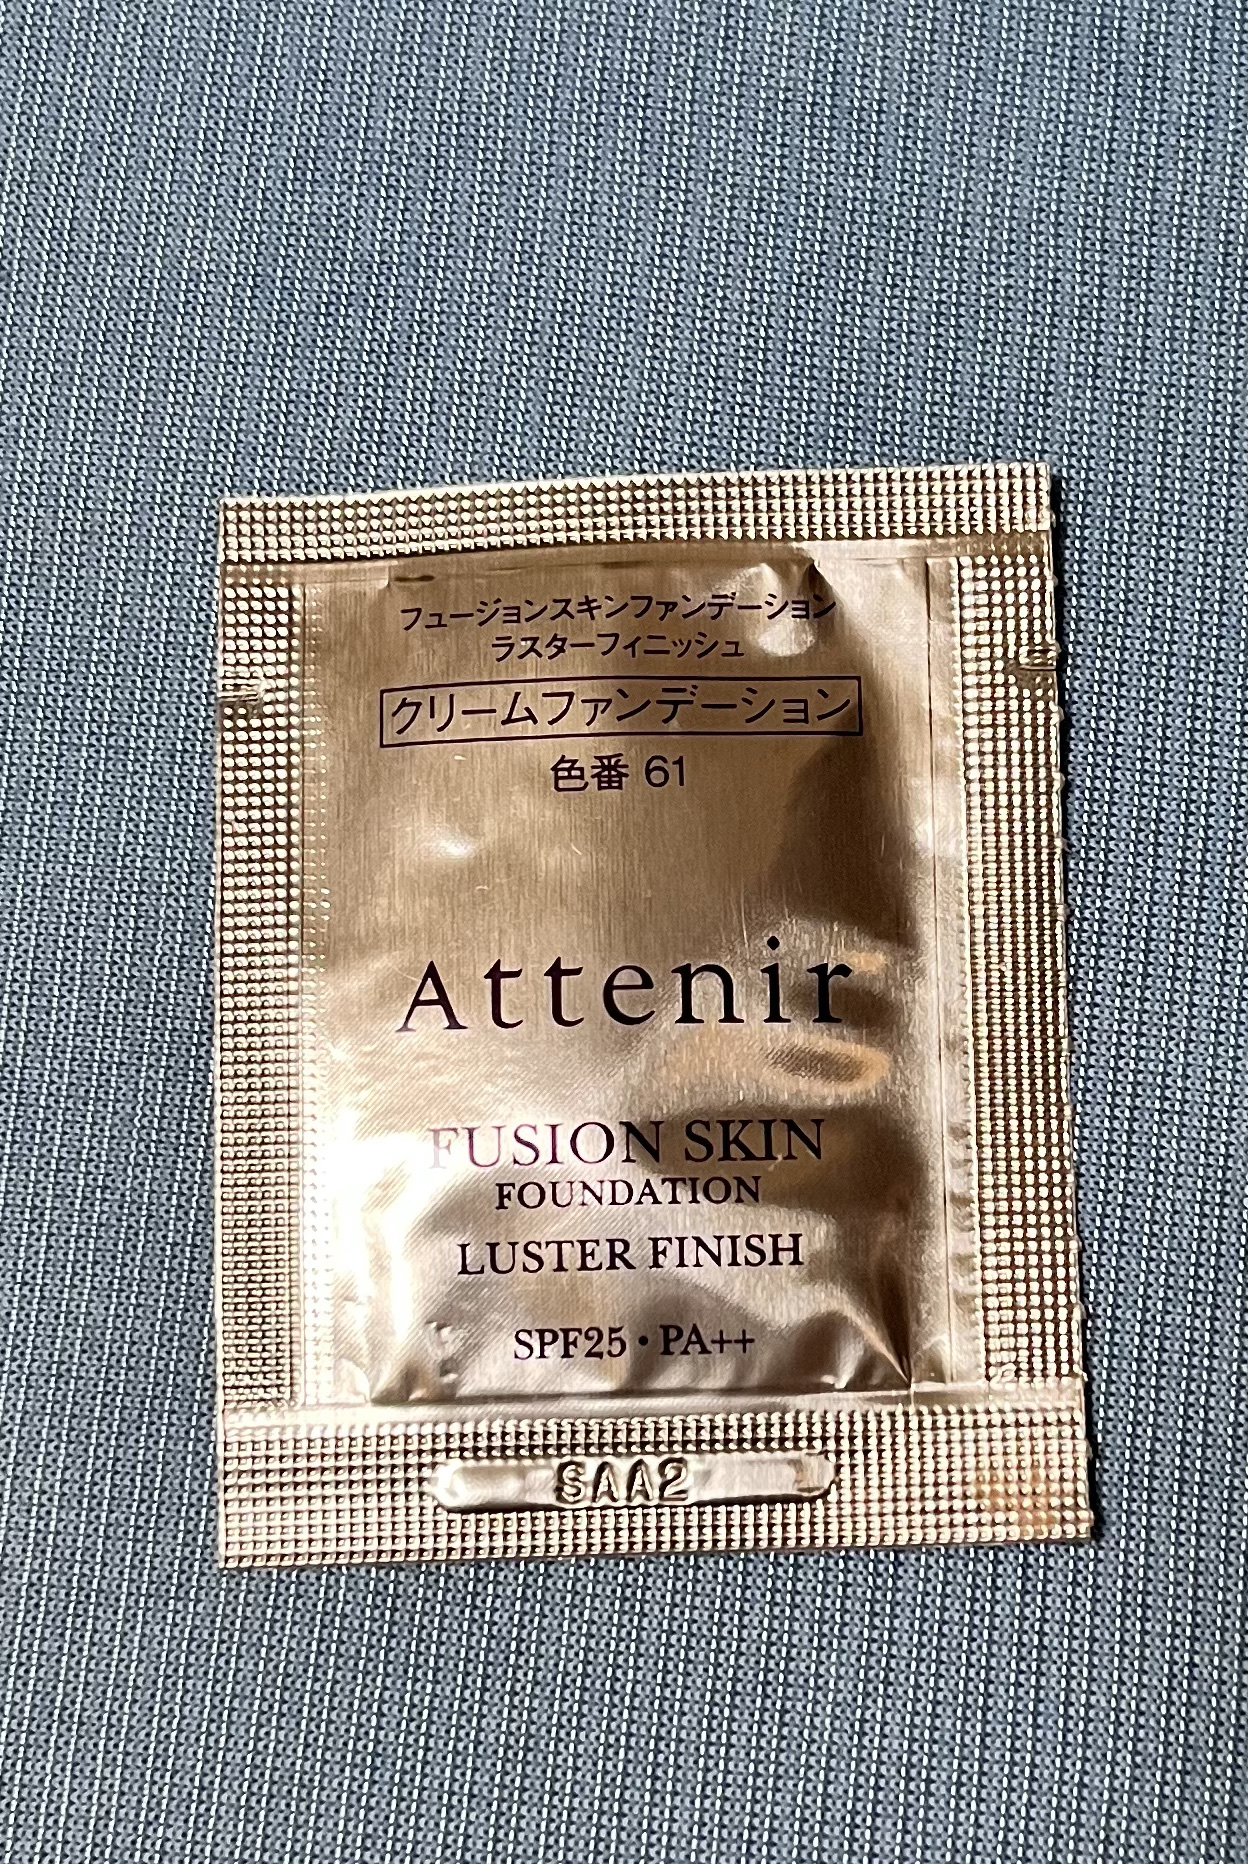 フュージョンスキンファンデーション
ラスターフィニッシュ
クリームファンデーション
色番 61
Attenir
FUSION SKIN
FOUNDATION
LUSTER FINISH
SPF25・PA++
SAA2